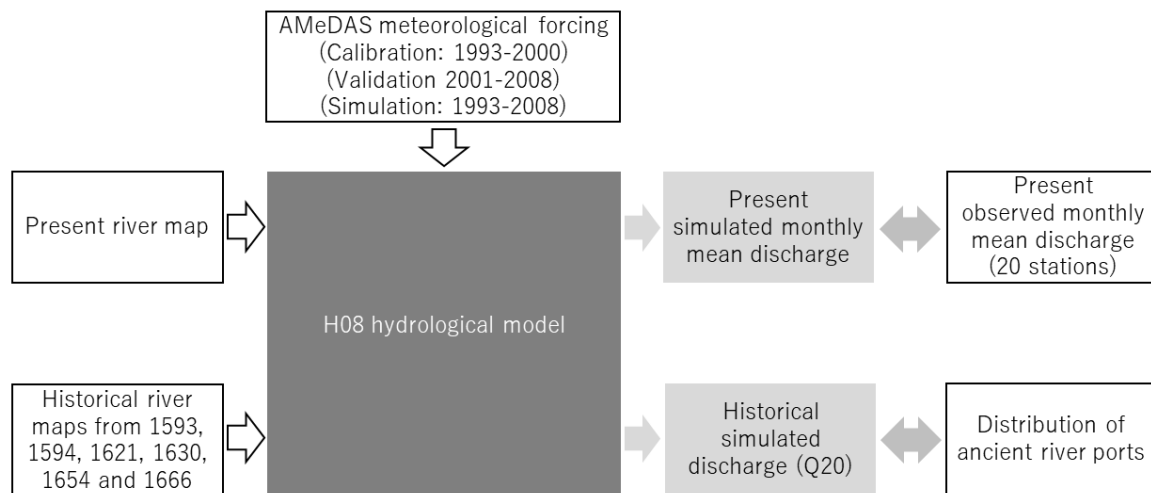 AMeDAS meteorological forcing
(Calibration: 1993-2000)
(Validation 2001-2008)
(Simulation: 1993-2008)
Present river map
H08 hydrological model
Present
simulated monthly
mean discharge
Present
observed monthly
mean discharge
(20 stations)
Historical river
maps from 1593,
1594, 1621, 1630,
1654 and 1666
Historical
simulated
discharge (Q20)
Distribution of
ancient river ports